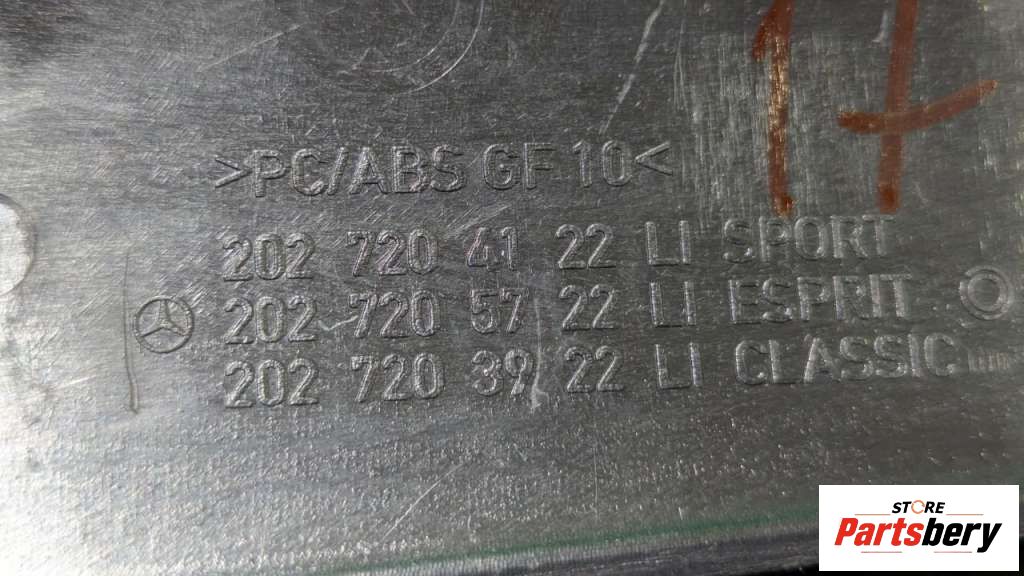 17
>PC/ABS GF 10<
202 720 41 22 LI SPORT
202 720 57 22 LI ESPRIT
202 720 39 22 LI CLASSIC
STORE
Partsbery